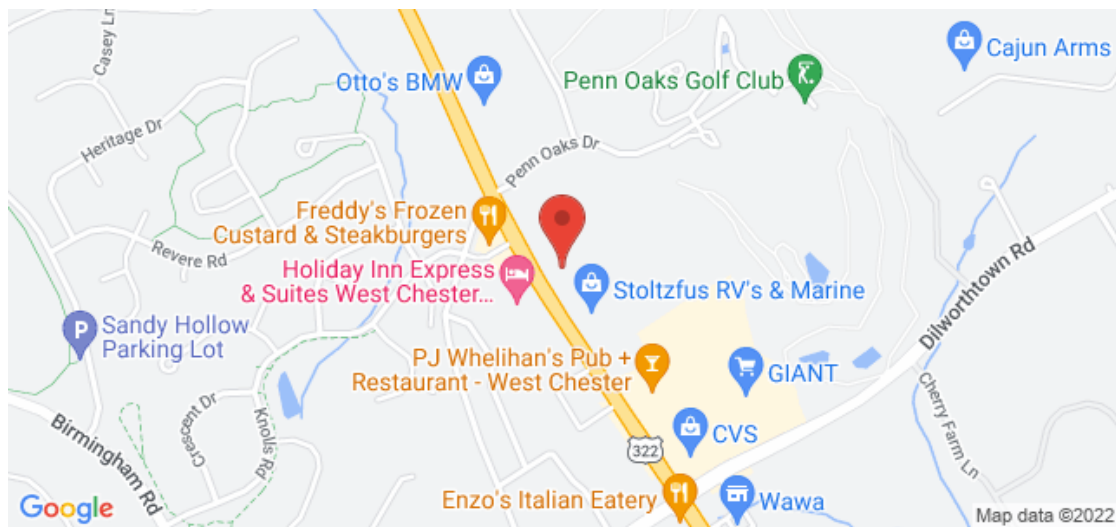 Casey Ln
Heritage Dr
Otto's BMW
Penn Oaks Golf Club
Cajun Arms
Penn Oaks Dr
Freddy's Frozen
Custard & Steakburgers
Revere Rd
Holiday Inn Express
& Suites West Chester...
Stoltzfus RV's & Marine
Dilworthtown Rd
P
Sandy Hollow
Parking Lot
PJ Whelihan's Pub +
Restaurant - West Chester
GIANT
Crescent Dr
Knolls Rd
Cherry Farm Ln
Birmingham Rd
322
CVS
Enzo's Italian Eatery
Wawa
Google
Map data ©2022